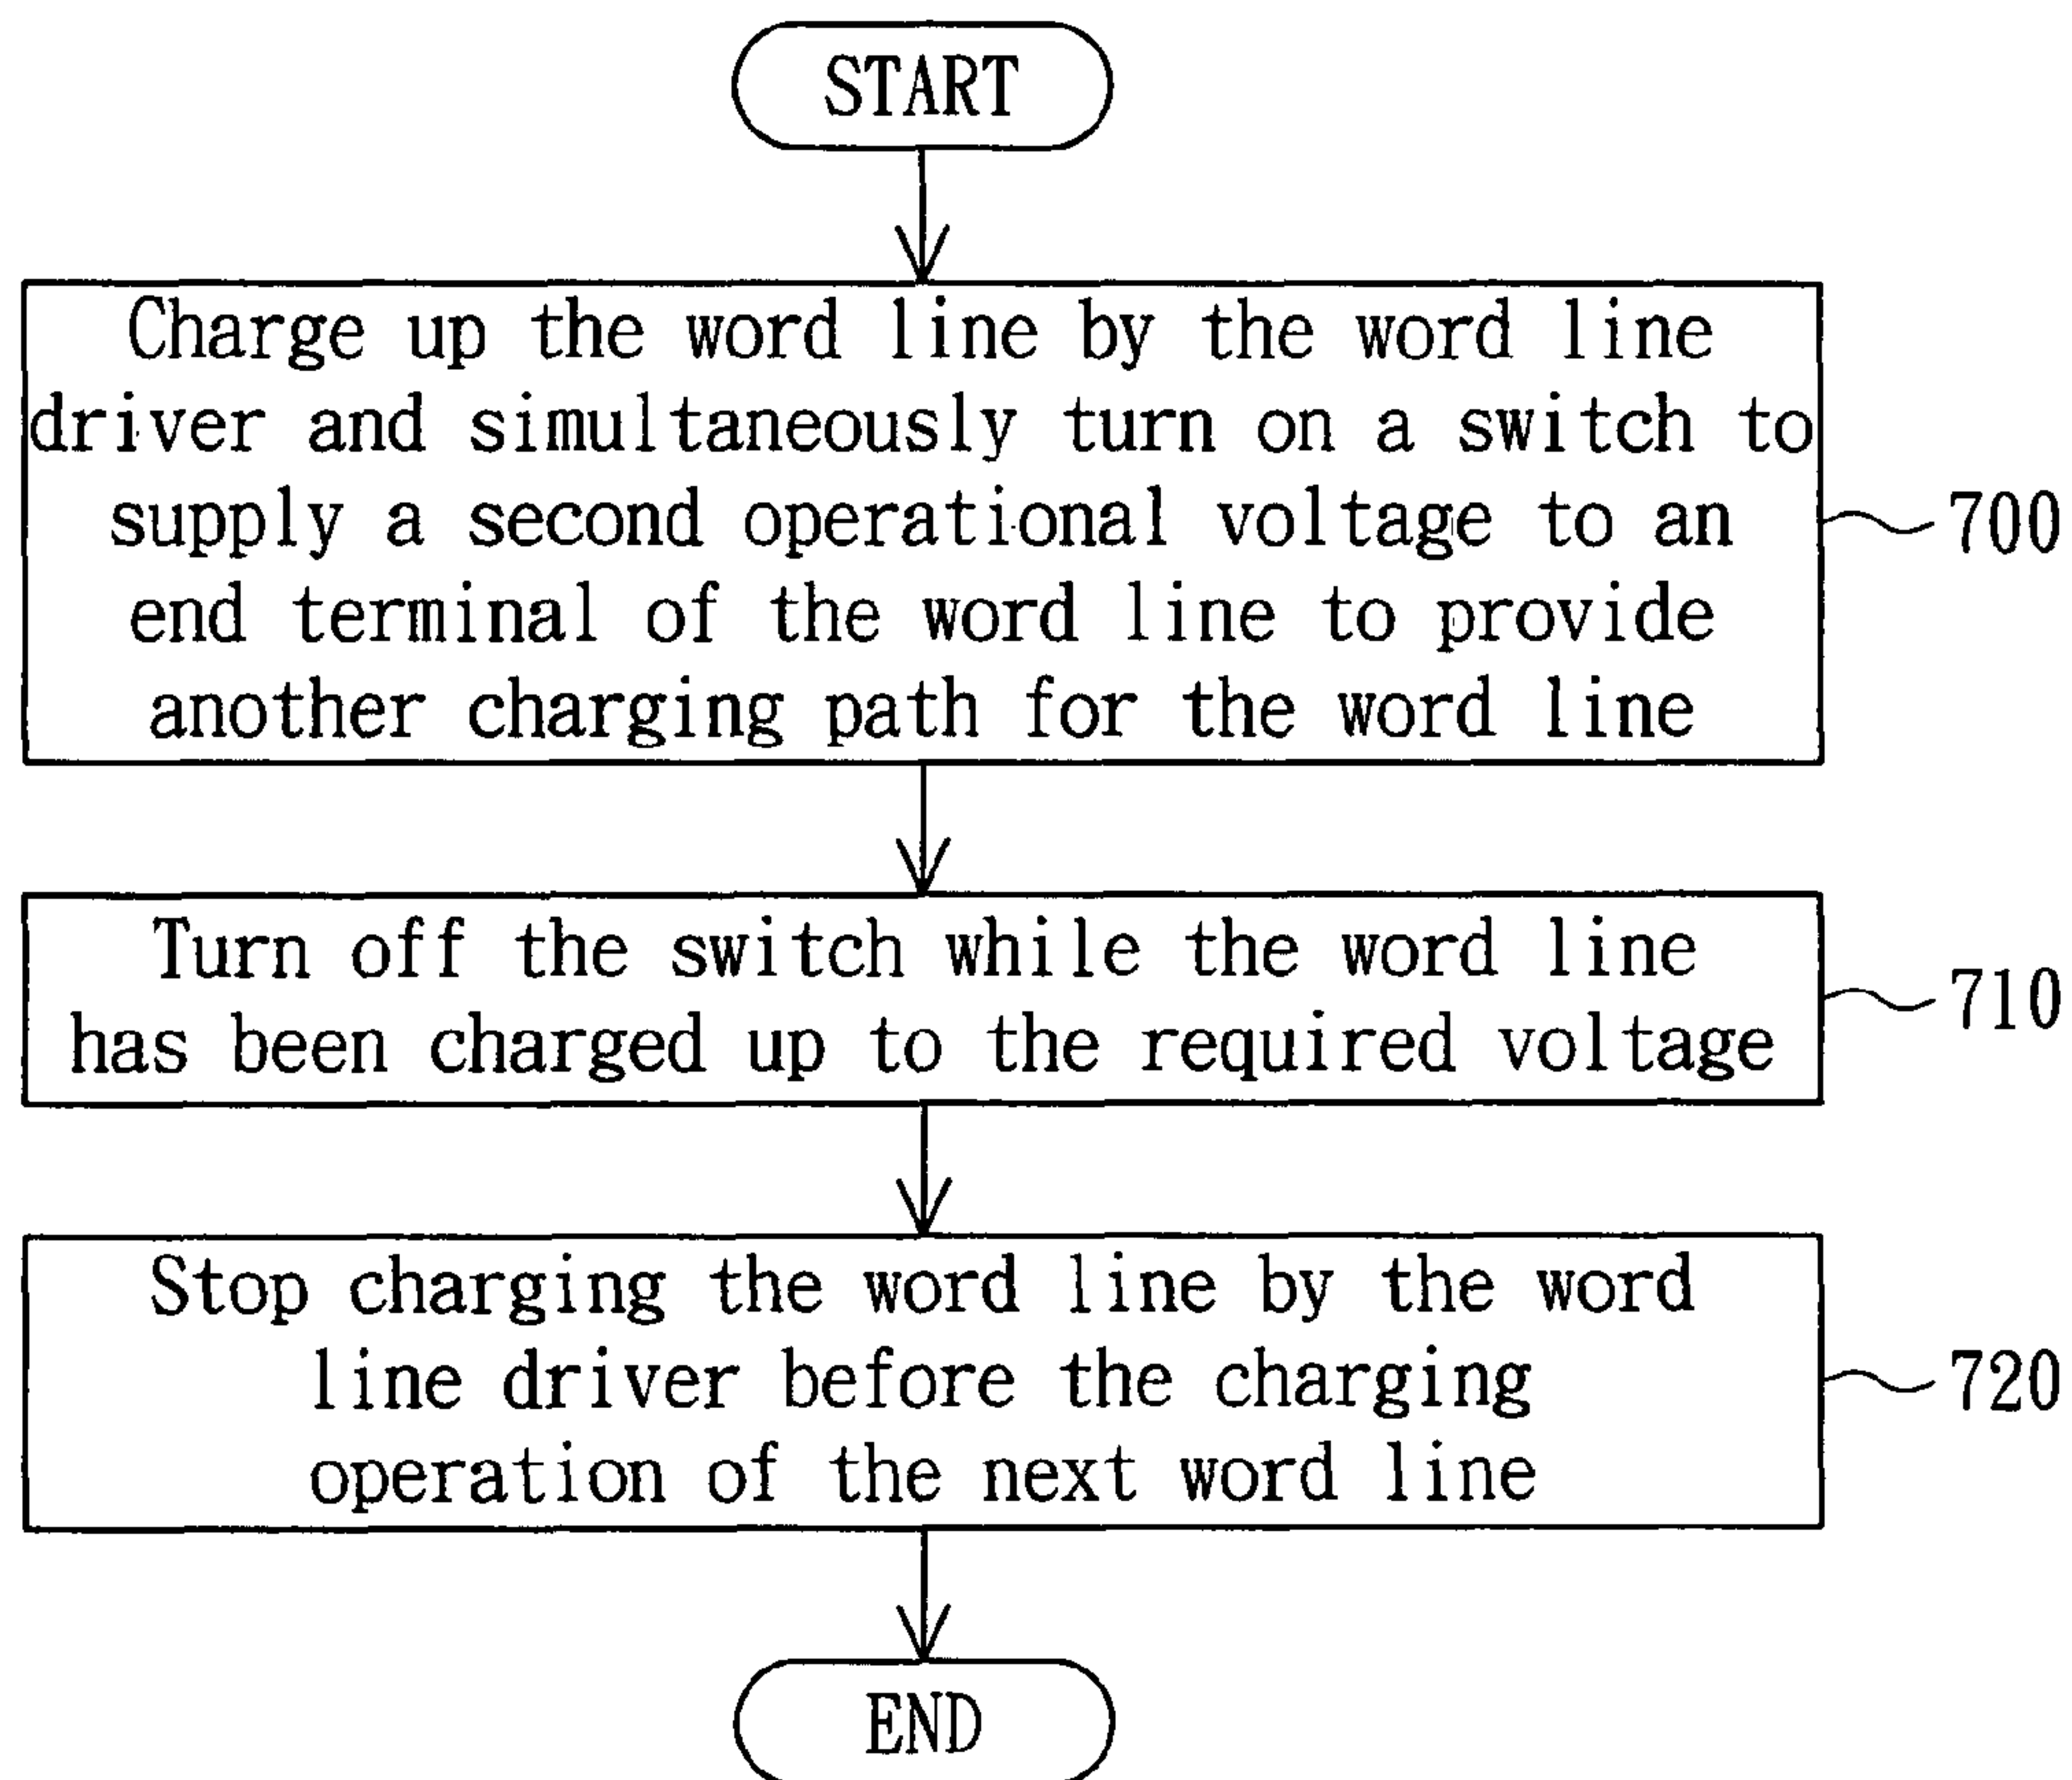 START
Charge up the word line by the word line
driver and simultaneously turn on a switch to
supply a second operational voltage to an
end terminal of the word line to provide
another charging path for the word line
700
Turn off the switch while the word line
has been charged up to the required voltage
710
Stop charging the word line by the word
line driver before the charging
operation of the next word line
720
END